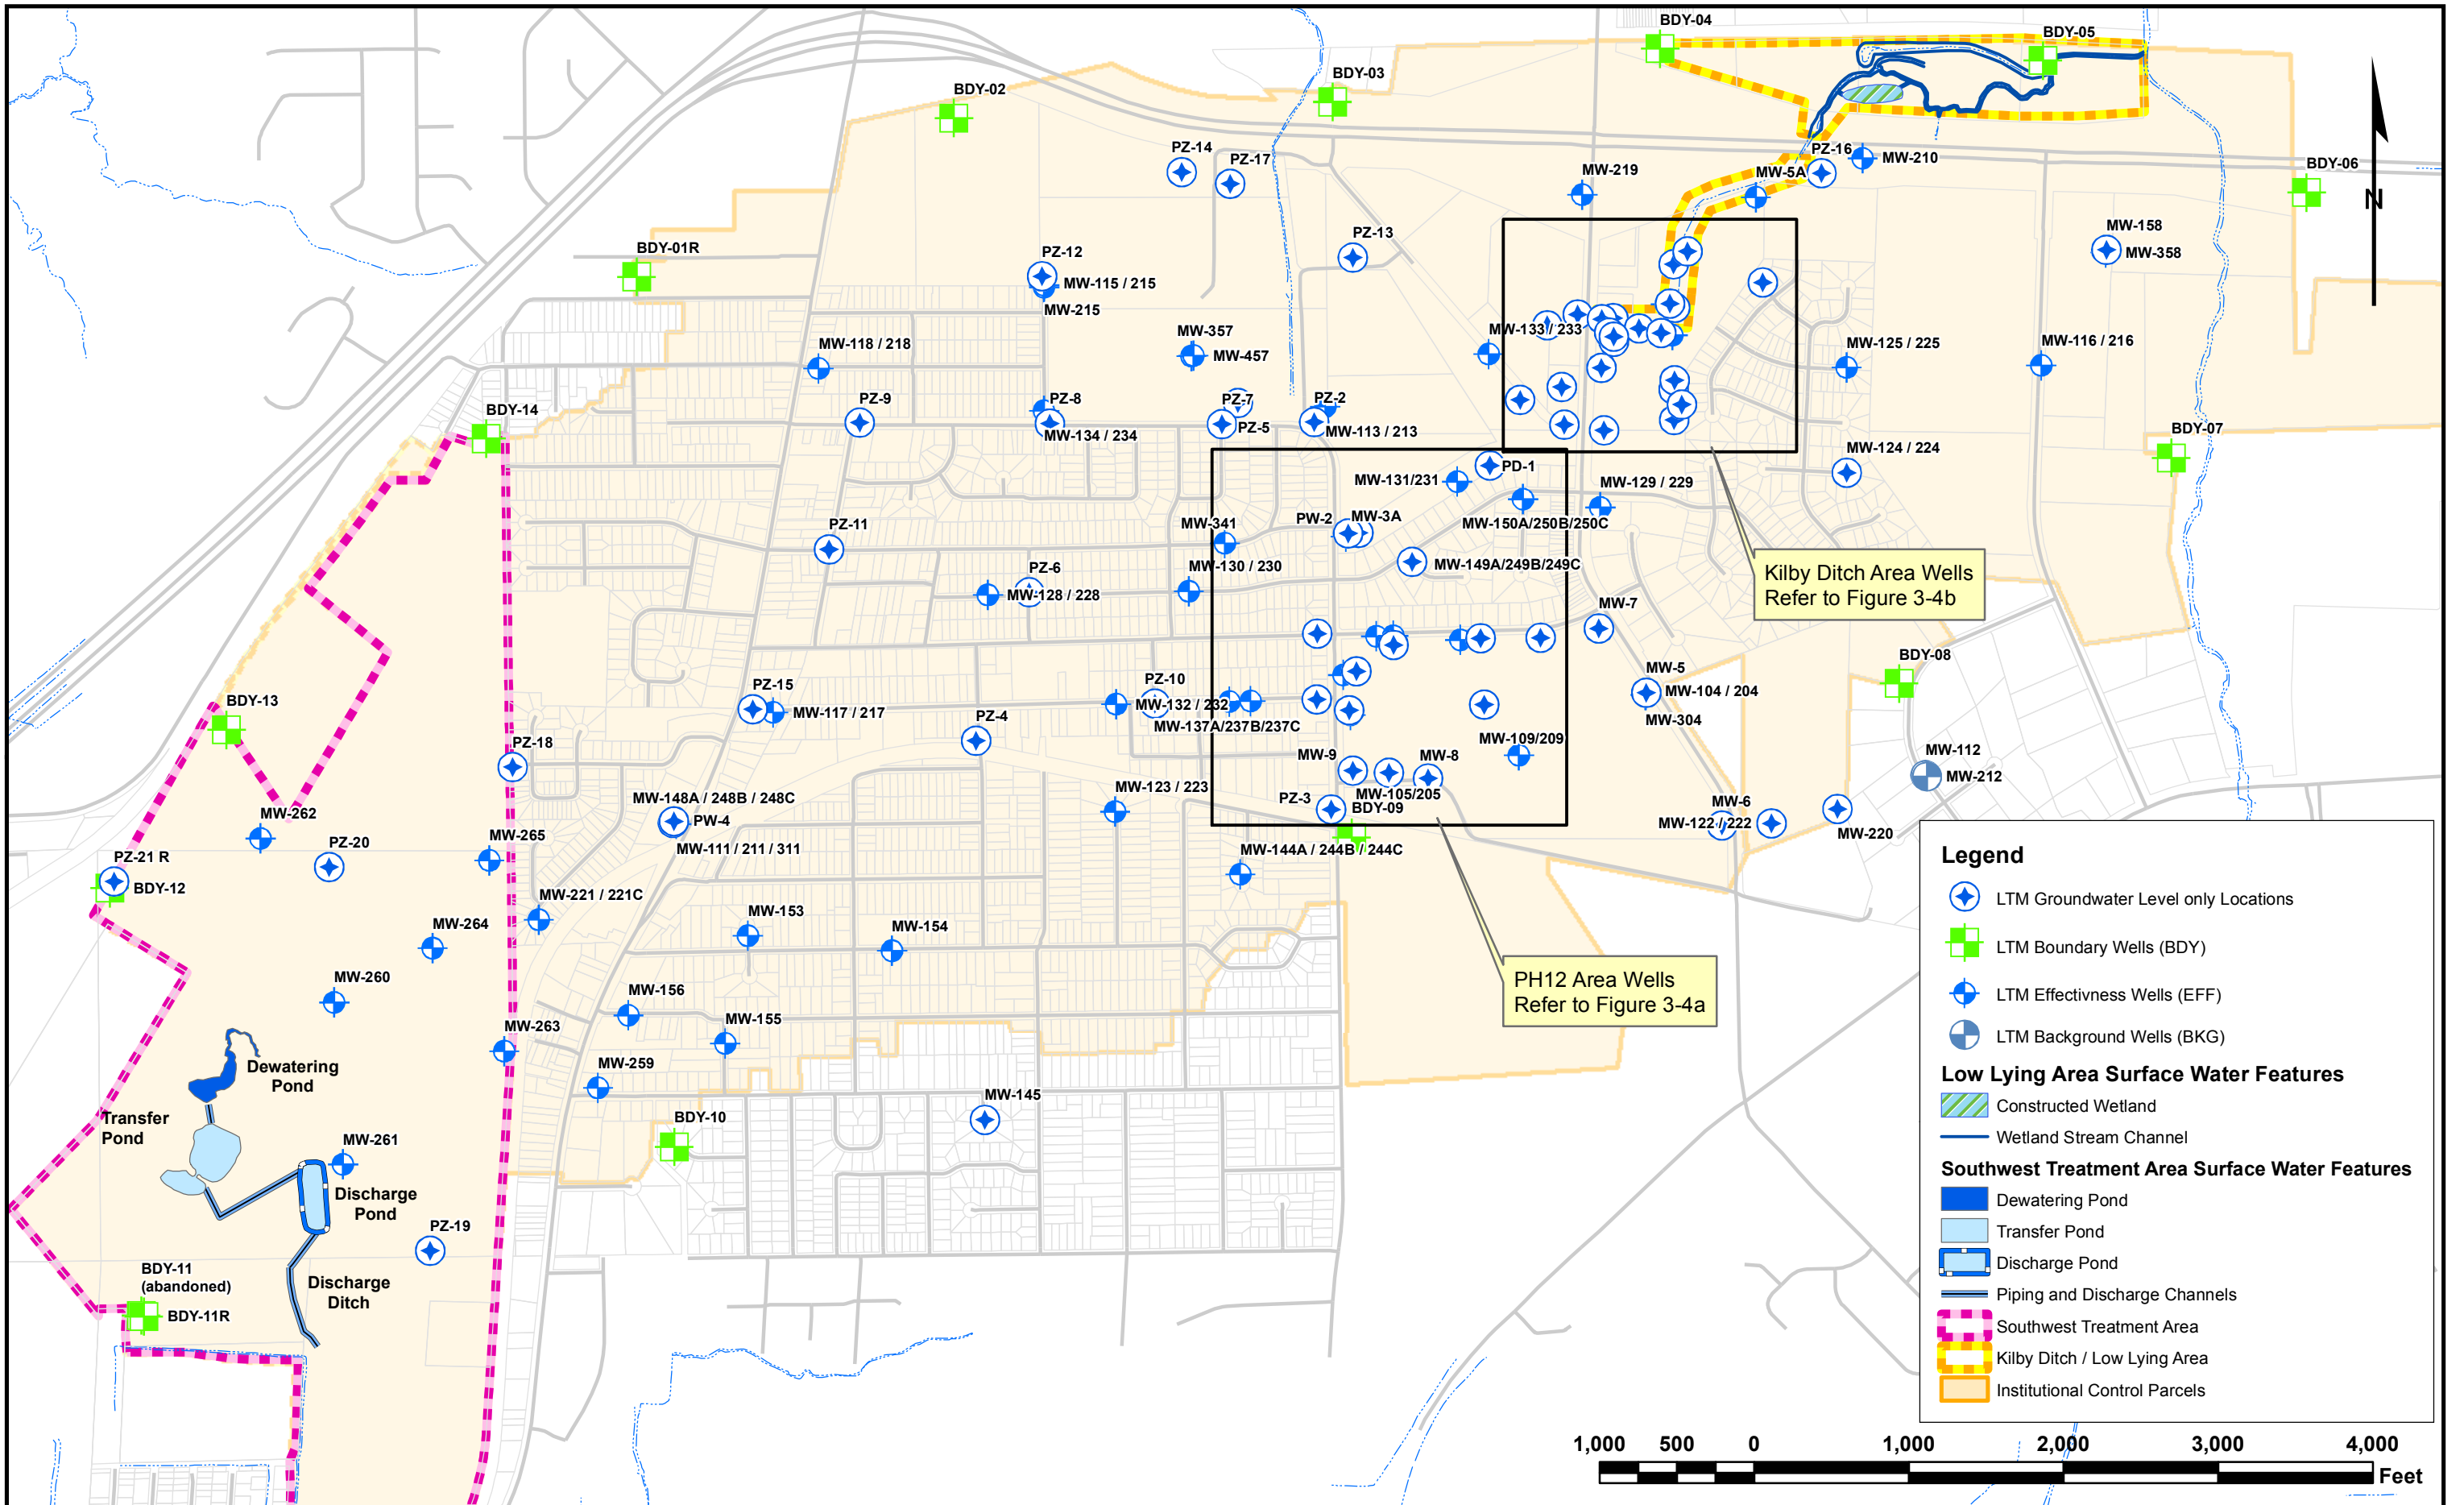 BDY-04
BDY-05
BDY-03
BDY-02
PZ-14
PZ-17
PZ-16
MW-210
BDY-06
MW-219
MW-5A
N
BDY-01R
PZ-12
MW-115 / 215
MW-215
PZ-13
MW-158
MW-358
MW-357
MW-457
MW-133 / 233
MW-118 / 218
MW-125 / 225
MW-116 / 216
BDY-14
PZ-9
PZ-8
MW-134 / 234
PZ-7
PZ-5
PZ-2
MW-113 / 213
BDY-07
MW-124 / 224
PD-1
MW-131/231
MW-129 / 229
MW-150A/250B/250C
PZ-11
MW-341
PW-2
MW-3A
MW-149A/249B/249C
PZ-6
MW-128 / 228
MW-130 / 230
Kilby Ditch Area Wells
Refer to Figure 3-4b
MW-7
BDY-13
PZ-15
MW-117 / 217
PZ-10
MW-132 / 232
MW-137A/237B/237C
PZ-4
MW-5
MW-104 / 204
MW-304
BDY-08
PZ-18
MW-109/209
MW-9
MW-8
MW-105/205
PZ-3
BDY-09
MW-112
MW-212
MW-148A / 248B / 248C
PW-4
MW-111 / 211 / 311
MW-123 / 223
MW-6
MW-122 / 222
MW-220
MW-262
PZ-20
MW-265
PZ-21 R
BDY-12
MW-144A / 244B / 244C
MW-221 / 221C
MW-264
MW-153
MW-154
MW-260
MW-156
MW-155
MW-263
PH12 Area Wells
Refer to Figure 3-4a
Dewatering
Pond
MW-259
MW-145
BDY-10
Transfer
Pond
MW-261
Discharge
Pond
PZ-19
BDY-11
(abandoned)
BDY-11R
Discharge
Ditch
Legend
LTM Groundwater Level only Locations
LTM Boundary Wells (BDY)
LTM Effectivness Wells (EFF)
LTM Background Wells (BKG)
Low Lying Area Surface Water Features
Constructed Wetland
Wetland Stream Channel
Southwest Treatment Area Surface Water Features
Dewatering Pond
Transfer Pond
Discharge Pond
Piping and Discharge Channels
Southwest Treatment Area
Kilby Ditch / Low Lying Area
Institutional Control Parcels
1,000 500 0 1,000 2,000 3,000 4,000
Feet